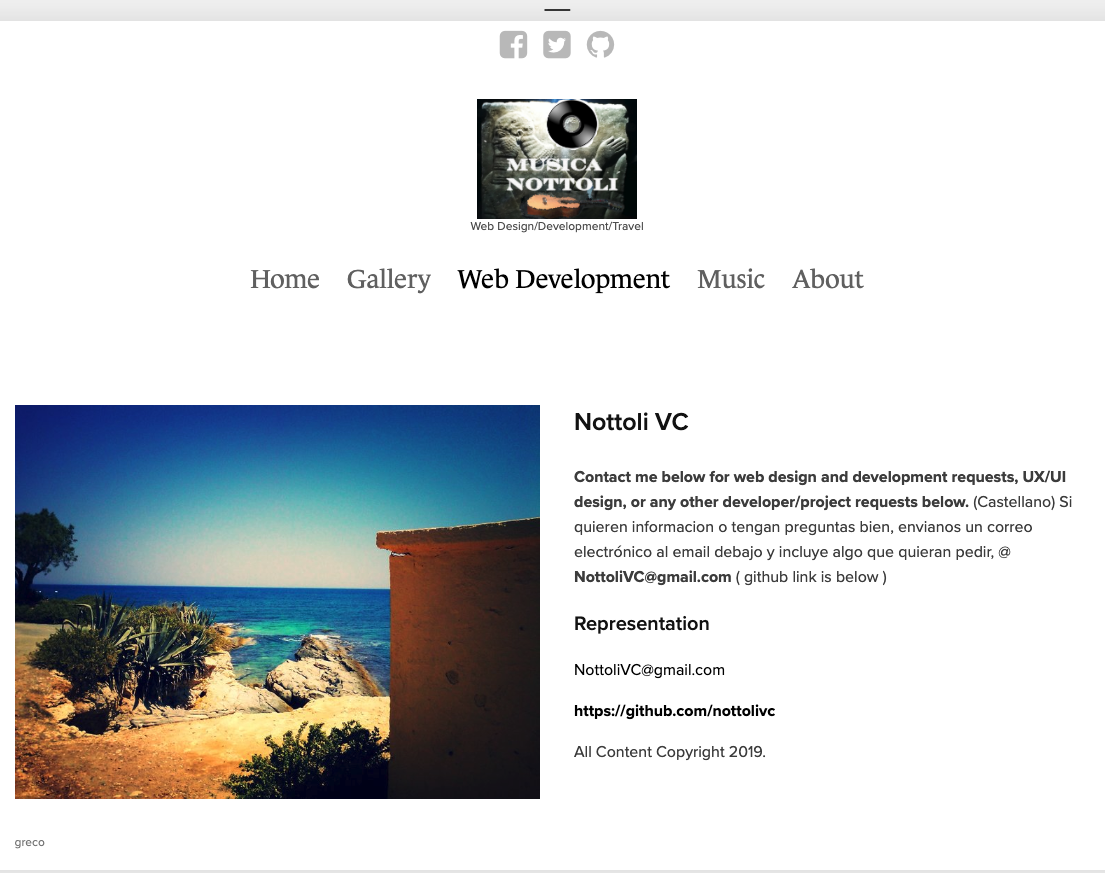 MUSICA
NOTTOLI
Web Design/Development/Travel
Home Gallery Web Development Music About
Nottoli VC
Contact me below for web design and development requests, UX/UI
design, or any other developer/project requests below. (Castellano) Si
quieren informacion o tengan preguntas bien, envianos un correo
electrónico al email debajo y incluye algo que quieran pedir, @
NottoliVC@gmail.com ( github link is below )
Representation
NottoliVC@gmail.com
https://github.com/nottolivc
All Content Copyright 2019.
greco